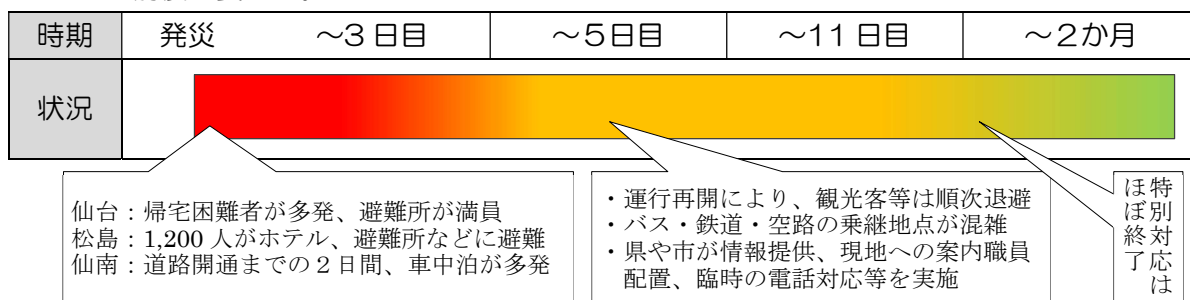 時期 発災 ～3日目 ～5日目 ～11日目 ～2か月
状況
仙台：帰宅困難者が多発、避難所が満員
松島：1,200人がホテル、避難所などに避難
仙南：道路開通までの２日間、車中泊が多発
・運行再開により、観光客等は順次退避
・バス・鉄道・空路の乗継地点が混雑
・県や市が情報提供、現地への案内職員
配置、臨時の電話対応等を実施
特別対応は
ほぼ終了